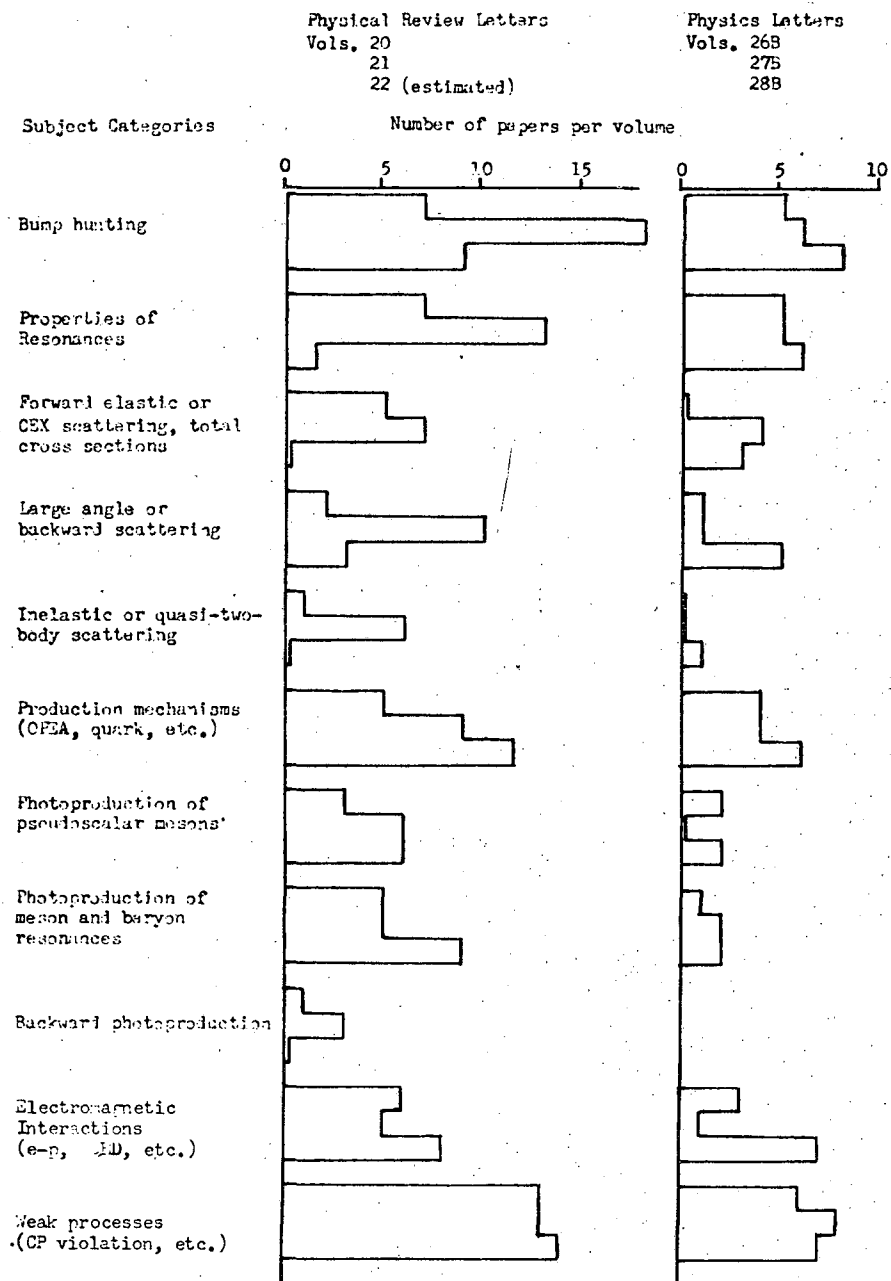 Physical Review Letters
Vols. 20
21
22 (estimated)
Physics Letters
Vols. 26B
27B
28B
Subject Categories
Number of papers per volume
0 5 10 15
0 5 10
Bump hunting
Properties of
Resonances
Forward elastic or
CEX scattering, total
cross sections
Large angle or
backward scattering
Inelastic or quasi-two-
body scattering
Production mechanisms
(OPEA, quark, etc.)
Photoproduction of
pseudoscalar mesons
Photoproduction of
meson and baryon
resonances
Backward photoproduction
Electromagnetic
Interactions
(e-p, etc.)
Weak processes
(CP violation, etc.)